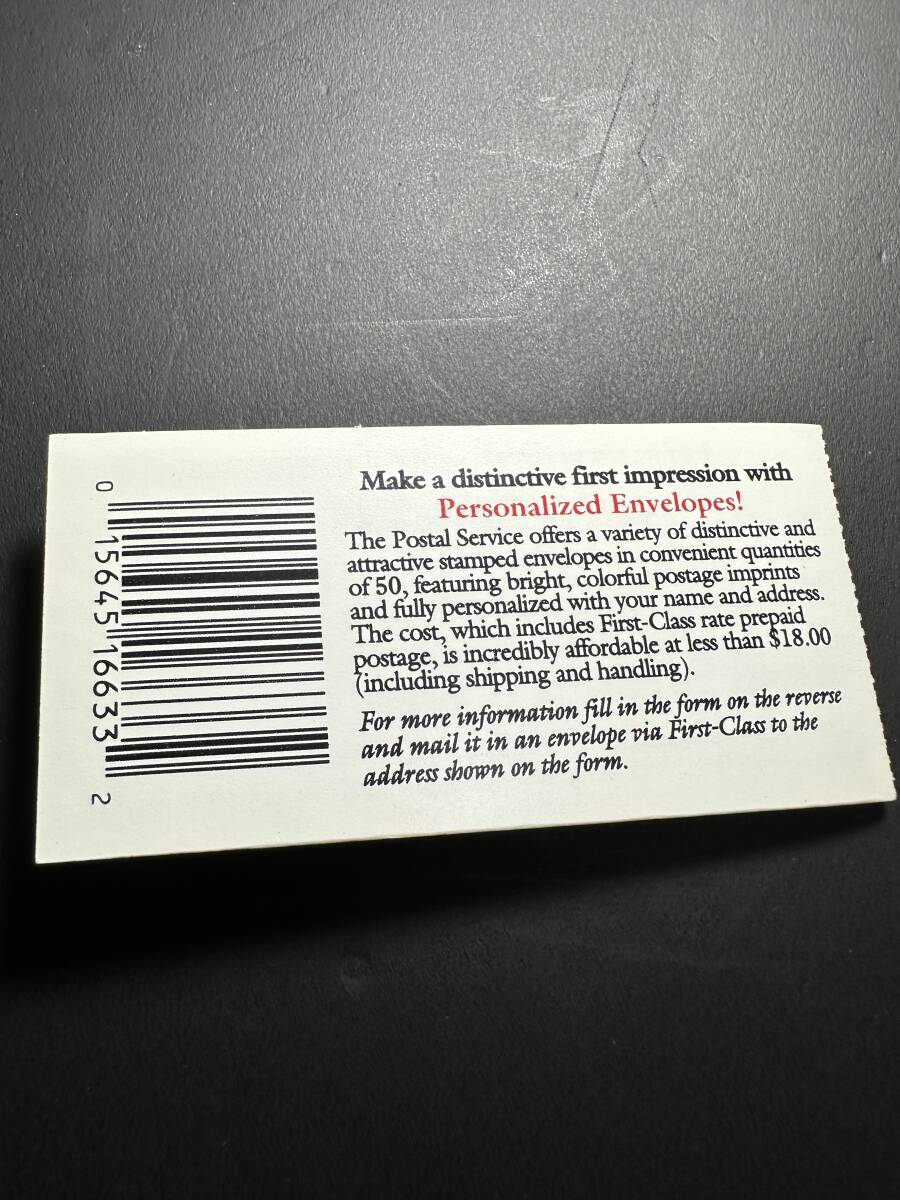 Make a distinctive first impression with
Personalized Envelopes!
The Postal Service offers a variety of distinctive and
attractive stamped envelopes in convenient quantities
of 50, featuring bright, colorful postage imprints
and fully personalized with your name and address.
The cost, which includes First-Class rate prepaid
postage, is incredibly affordable at less than $18.00
(including shipping and handling).
For more information fill in the form on the reverse
and mail it in an envelope via First-Class to the
address shown on the form.
0 15645 16633 2